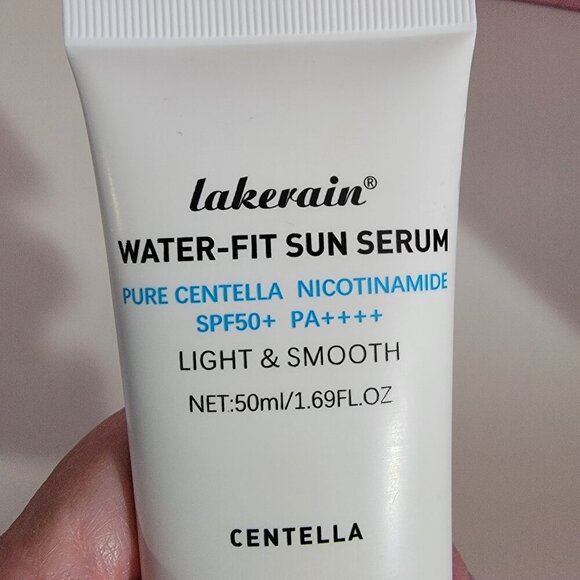 lakerain®
WATER-FIT SUN SERUM
PURE CENTELLA NICOTINAMIDE
SPF50+ PA++++
LIGHT & SMOOTH
NET:50ml/1.69FL.OZ
CENTELLA